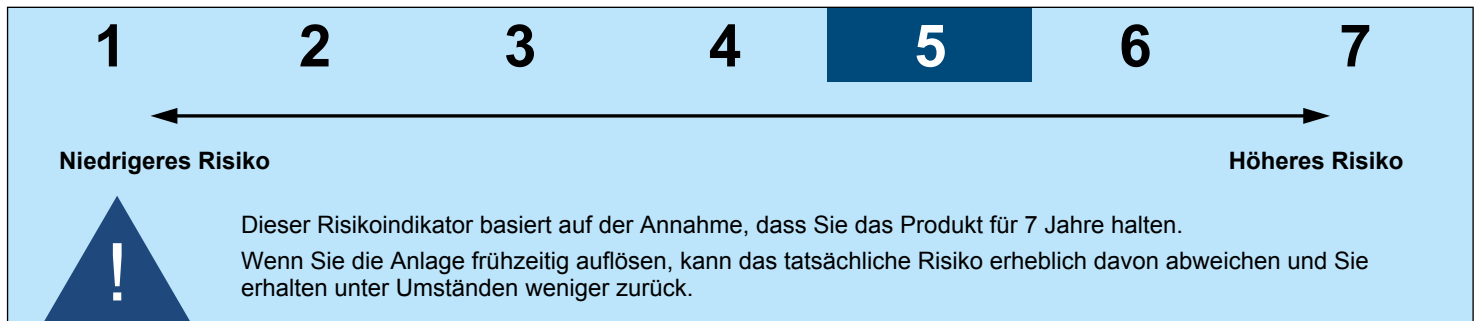 1 2 3 4 5 6 7
Niedrigeres Risiko Höheres Risiko
Dieser Risikoindikator basiert auf der Annahme, dass Sie das Produkt für 7 Jahre halten.
Wenn Sie die Anlage frühzeitig auflösen, kann das tatsächliche Risiko erheblich davon abweichen und Sie
erhalten unter Umständen weniger zurück.
!